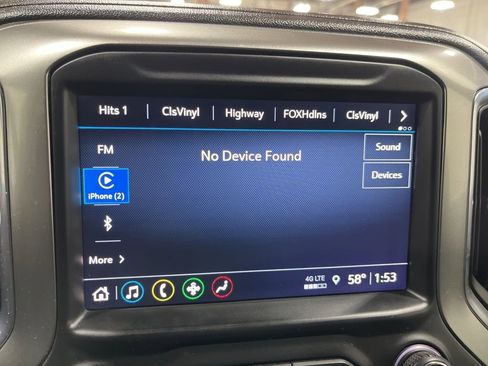 Hits 1 ClsVinyl Highway FOXHdlns ClsVinyl
FM
No Device Found
Sound
iPhone (2)
Devices
More
4G LTE
58° 1:53